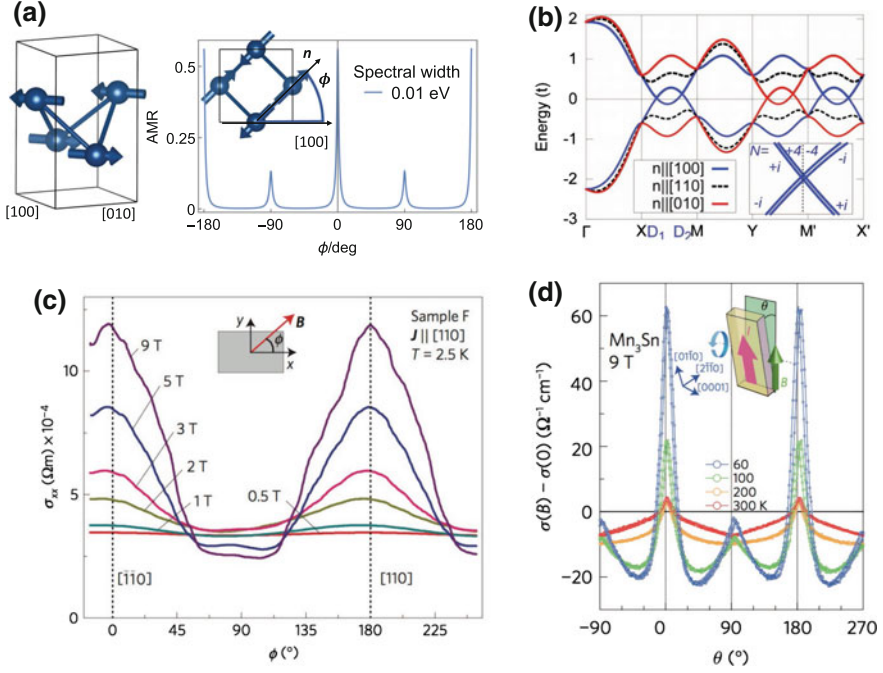 (a)
[100]
[010]
AMR
0.5
0.25
0
n
ϕ
[100]
Spectral width
0.01 eV
-180
-90
0
90
180
ϕ/deg
(b)
Energy (t)
2
1
0
-1
-2
-3
n||[100]
n||[110]
n||[010]
N=
+4
-4
+i
-i
-i
+i
Γ
X
D1
D2
M
Y
M'
X'
(c)
σxx (Ωm) × 10⁻⁴
10
5
0
9 T
5 T
3 T
2 T
1 T
0.5 T
y
B
ϕ
x
Sample F
J || [110]
T = 2.5 K
[1̄1̄0]
[110]
0
45
90
135
180
225
ϕ (°)
(d)
σ(B) − σ(0) (Ω⁻¹ cm⁻¹)
60
40
20
0
−20
Mn3Sn
9 T
[011̄0]
[21̄1̄0]
[0001]
θ
I
B
60
100
200
300 K
−90
0
90
180
270
θ (°)